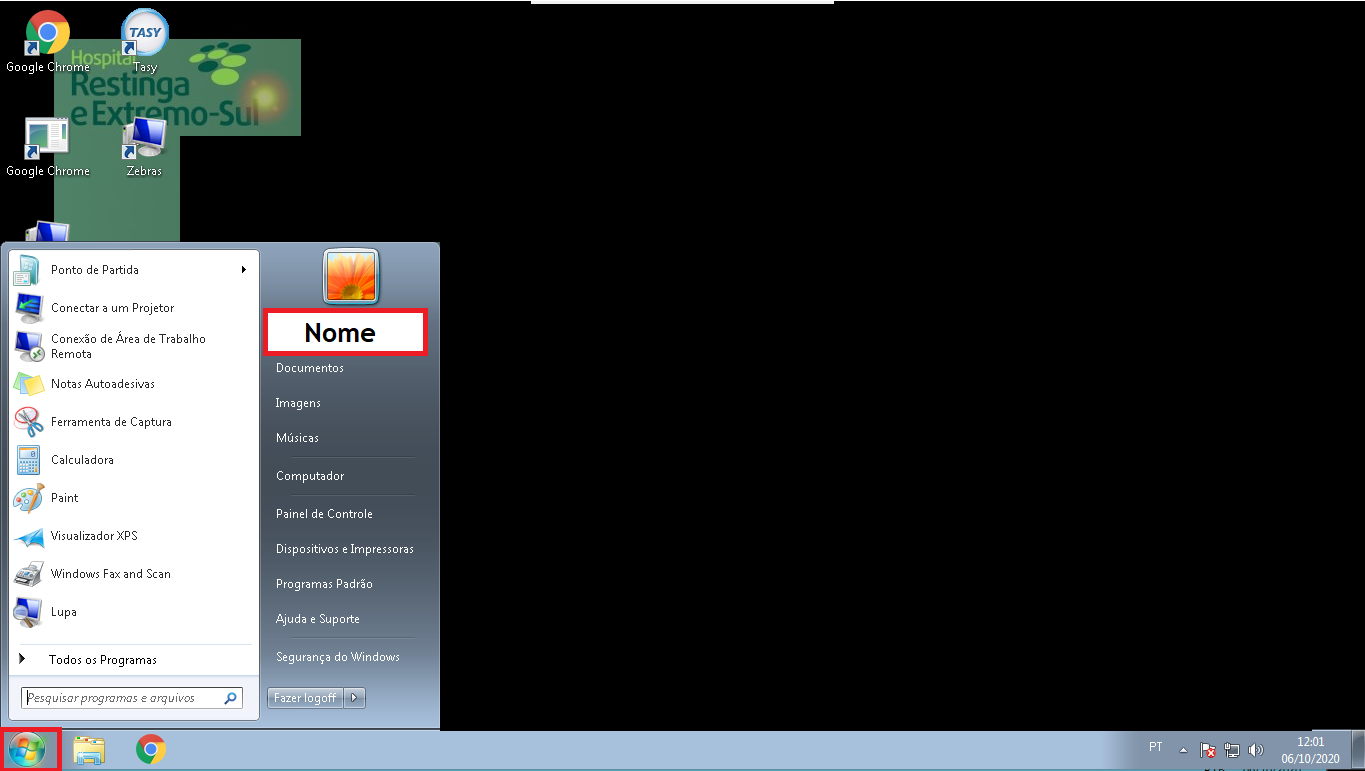 TASY
Google Chrome
Tasy
Hospital
Restinga
e Extremo-Sul
Google Chrome
Zebras
Ponto de Partida
Conectar a um Projetor
Conexão de Área de Trabalho
Remota
Notas Autoadesivas
Ferramenta de Captura
Calculadora
Paint
Visualizador XPS
Windows Fax and Scan
Lupa
Todos os Programas
Pesquisar programas e arquivos
Nome
Documentos
Imagens
Músicas
Computador
Painel de Controle
Dispositivos e Impressoras
Programas Padrão
Ajuda e Suporte
Segurança do Windows
Fazer logoff
PT
12:01
06/10/2020